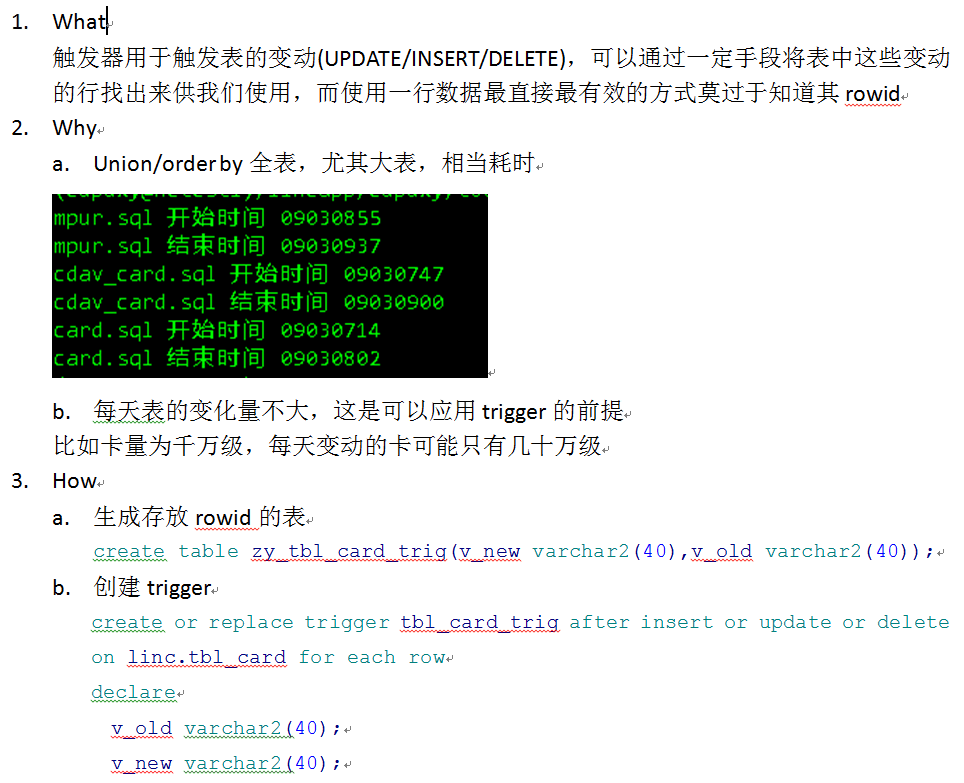 1. What
触发器用于触发表的变动(UPDATE/INSERT/DELETE)，可以通过一定手段将表中这些变动
的行找出来供我们使用，而使用一行数据最直接最有效的方式莫过于知道其 rowid
2. Why
a. Union/order by 全表，尤其大表，相当耗时
mpur.sql 开始时间 09030855
mpur.sql 结束时间 09030937
cdav_card.sql 开始时间 09030747
cdav_card.sql 结束时间 09030900
card.sql 开始时间 09030714
card.sql 结束时间 09030802
b. 每天表的变化量不大，这是可以应用 trigger 的前提
比如卡量为千万级，每天变动的卡可能只有几十万级
3. How
a. 生成存放 rowid 的表
create table zy_tbl_card_trig(v_new varchar2(40),v_old varchar2(40));
b. 创建 trigger
create or replace trigger tbl_card_trig after insert or update or delete
on linc.tbl_card for each row
declare
v_old varchar2(40);
v_new varchar2(40);